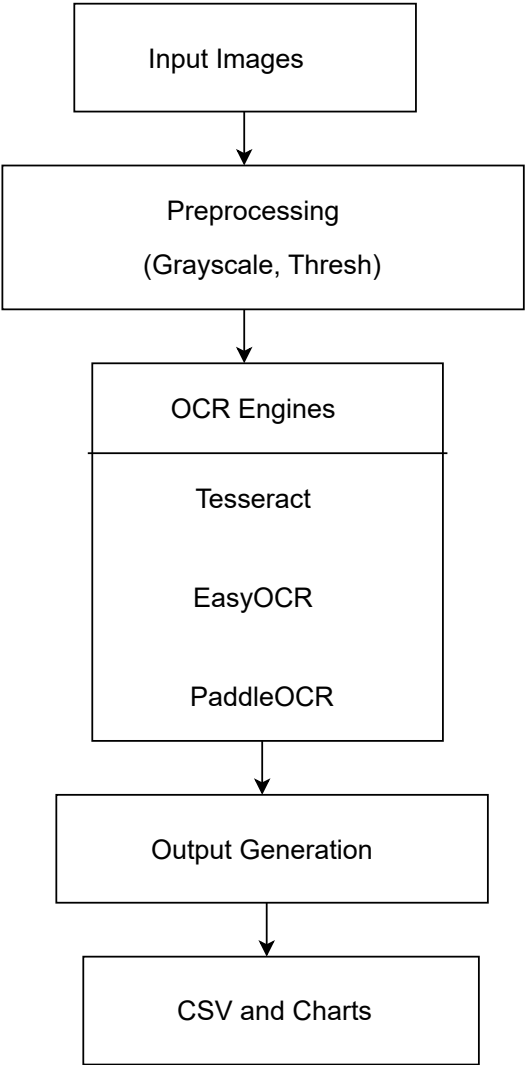 Input Images
Preprocessing
(Grayscale, Thresh)
OCR Engines
Tesseract
EasyOCR
PaddleOCR
Output Generation
CSV and Charts